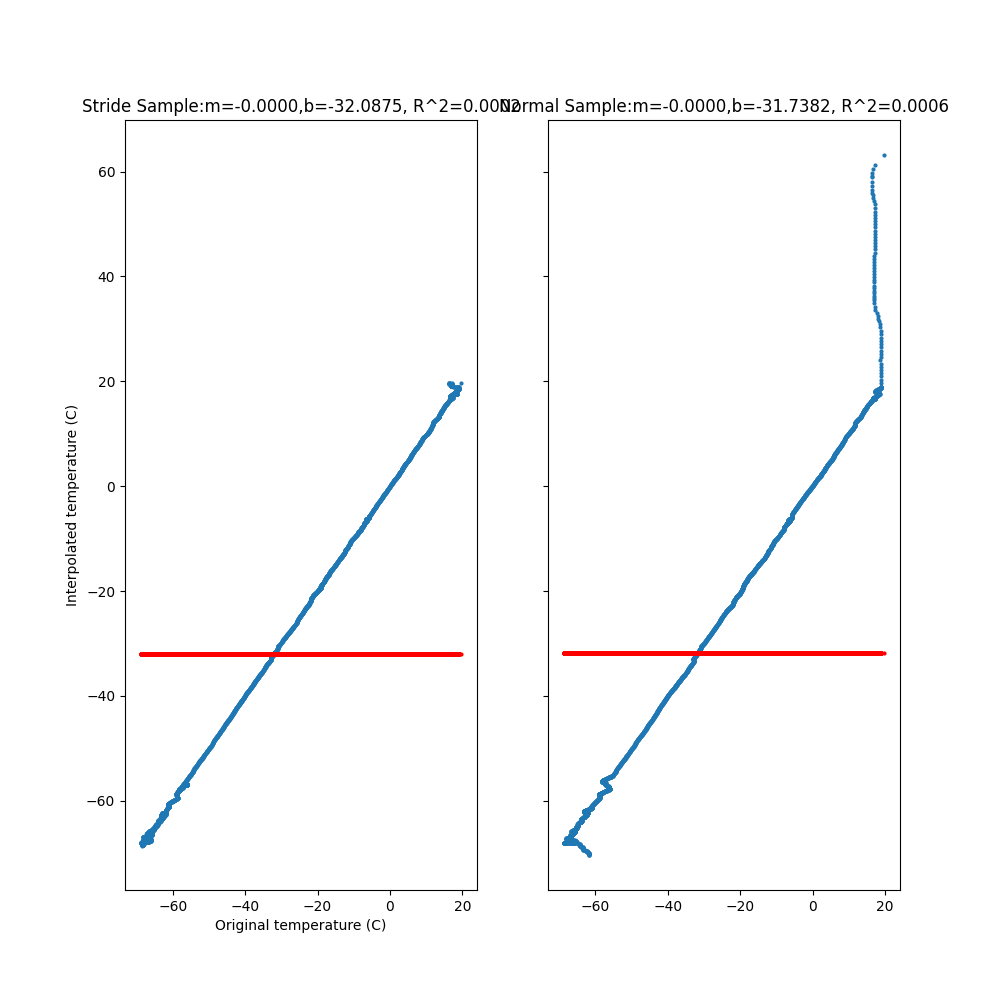 Stride Sample:m=-0.0000,b=-32.0875, R^2=0.0002
Normal Sample:m=-0.0000,b=-31.7382, R^2=0.0006
60
40
20
0
−20
−40
−60
Interpolated temperature (C)
−60 −40 −20 0 20
−60 −40 −20 0 20
Original temperature (C)